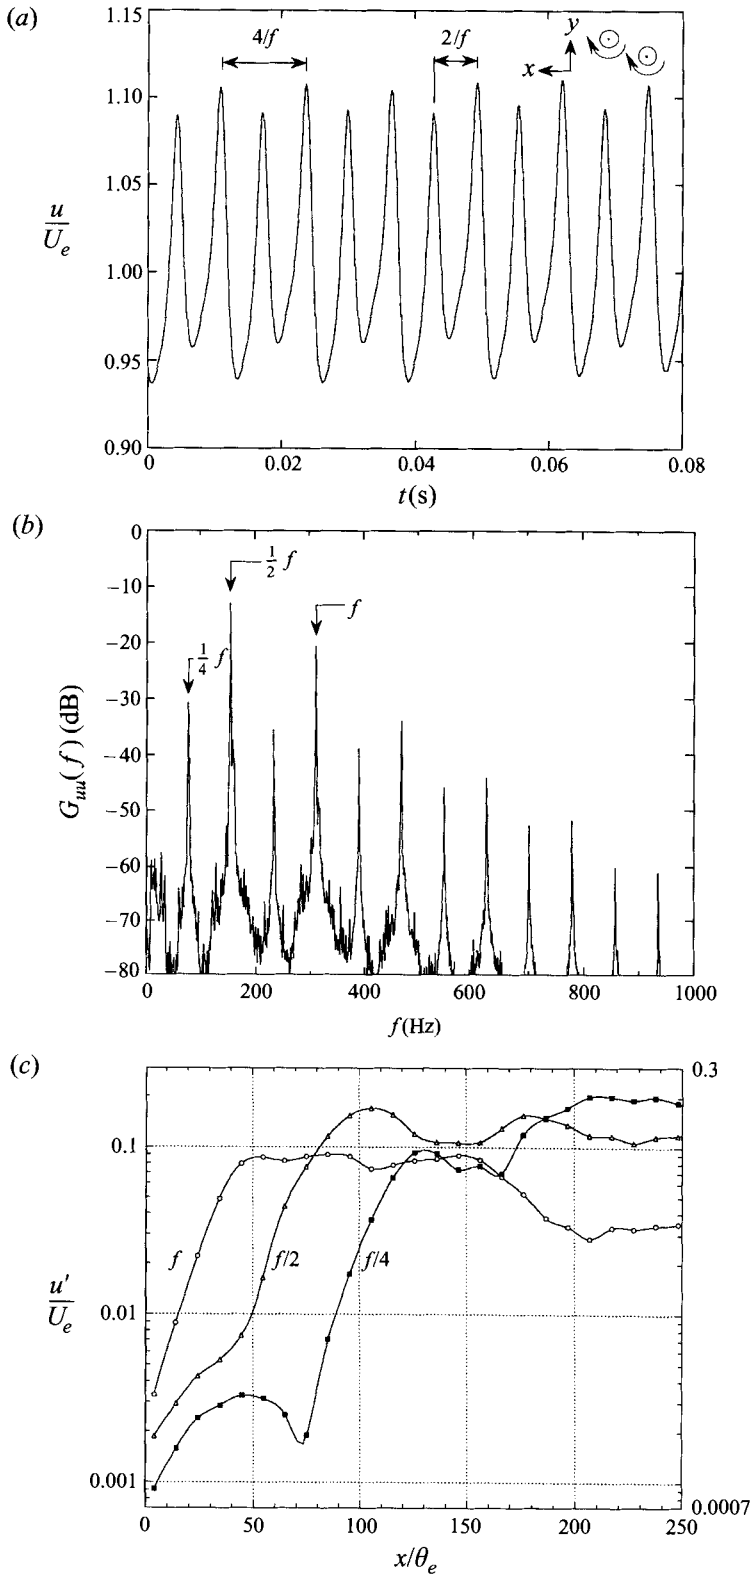 (a)
1.15
1.10
1.05
1.00
0.95
0.90
u
U_e
4/f
2/f
y
x
0
0.02
0.04
0.06
0.08
t(s)
(b)
0
−10
−20
−30
−40
−50
−60
−70
−80
G_uu(f) (dB)
1/4 f
1/2 f
f
0
200
400
600
800
1000
f(Hz)
(c)
0.3
0.1
0.01
0.001
0.0007
u'
U_e
f
f/2
f/4
0
50
100
150
200
250
x/θ_e